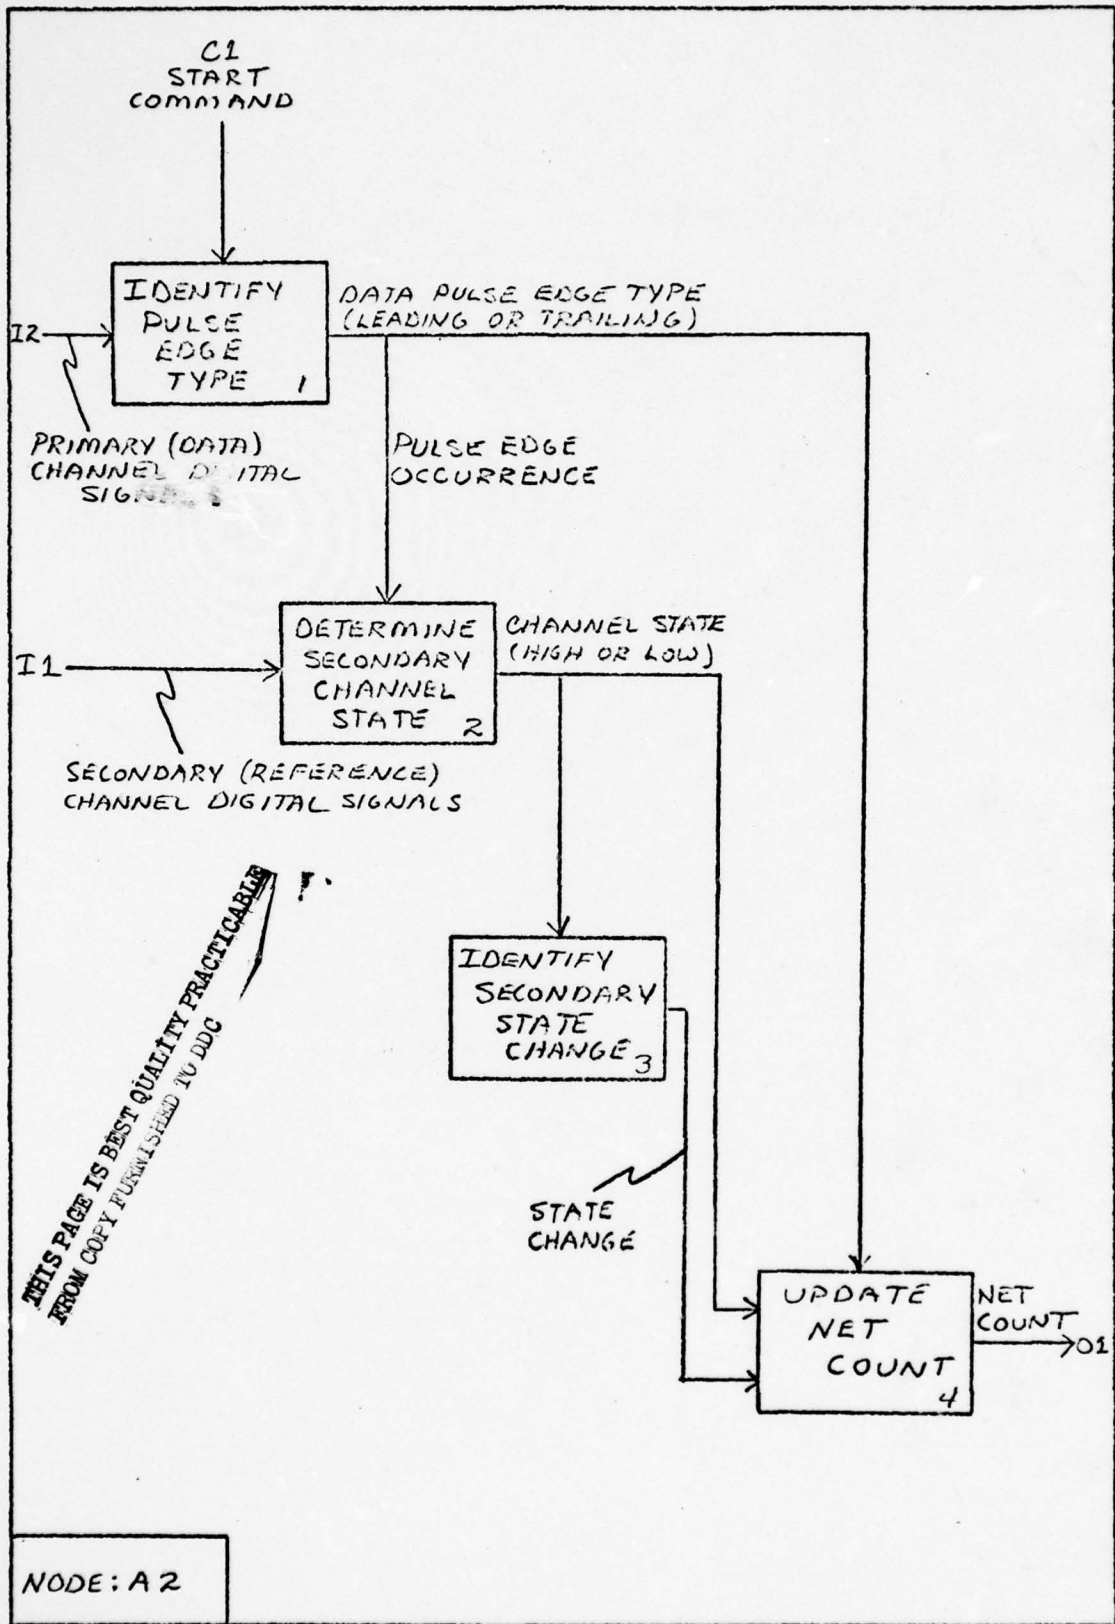 C1
START
COMMAND
IDENTIFY
PULSE
EDGE
TYPE 1
DATA PULSE EDGE TYPE
(LEADING OR TRAILING)
I2
PRIMARY (DATA)
CHANNEL DIGITAL
SIGNALS
PULSE EDGE
OCCURRENCE
DETERMINE
SECONDARY
CHANNEL
STATE 2
CHANNEL STATE
(HIGH OR LOW)
I1
SECONDARY (REFERENCE)
CHANNEL DIGITAL SIGNALS
THIS PAGE IS BEST QUALITY PRACTICABLE
FROM COPY FURNISHED TO DDC
IDENTIFY
SECONDARY
STATE
CHANGE 3
STATE
CHANGE
UPDATE
NET
COUNT
4
NET
COUNT
O1
NODE: A2